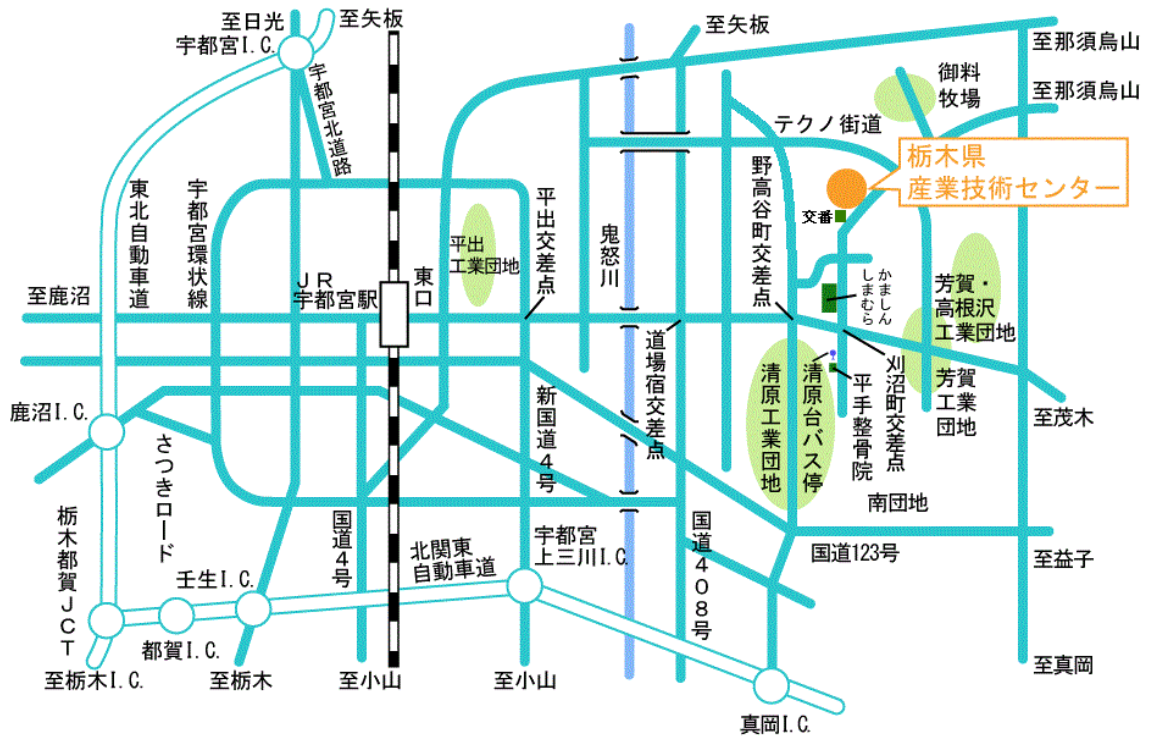 至日光
宇都宮I.C.
至矢板
至矢板
至那須烏山
御料
牧場
至那須烏山
宇都宮北道路
テクノ街道
栃木県
産業技術センター
交番
東北自動車道
宇都宮環状線
平出
工業団地
平出交差点
鬼怒川
野高谷町交差点
至鹿沼
JR
宇都宮駅
東口
かましん
しまむら
芳賀・
高根沢
工業団地
道場宿交差点
清原工業団地
清原台バス停
平手整骨院
刈沼町交差点
芳賀
工業
団地
至茂木
鹿沼I.C.
さつきロード
新国道4号
南団地
栃木都賀JCT
国道4号
北関東
自動車道
宇都宮
上三川I.C.
国道408号
国道123号
至益子
壬生I.C.
都賀I.C.
至栃木I.C.
至栃木
至小山
至小山
至真岡
真岡I.C.